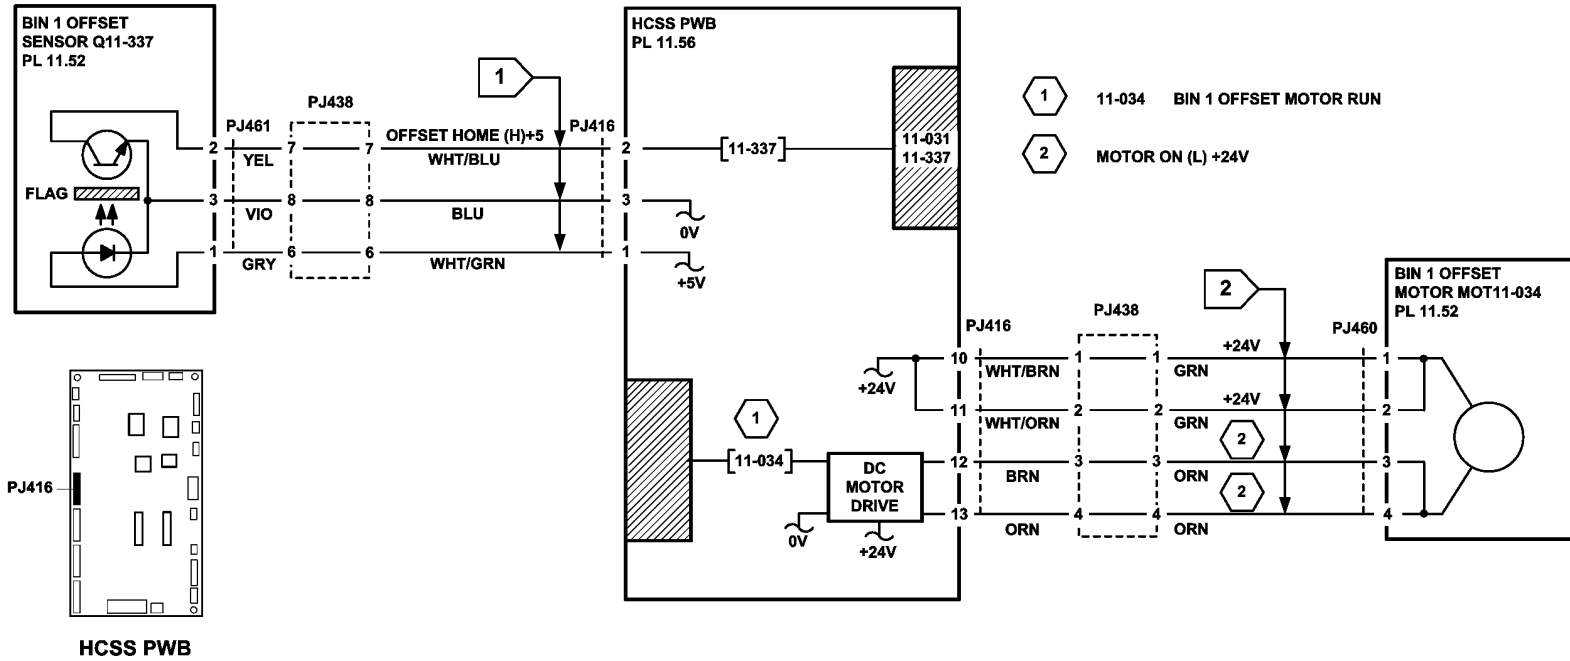 BIN 1 OFFSET
SENSOR Q11-337
PL 11.52
FLAG
2
3
1
PJ461
YEL
VIO
GRY
PJ438
7 7
8 8
6 6
1
OFFSET HOME (H)+5
WHT/BLU
BLU
WHT/GRN
PJ416
2
3
1
HCSS PWB
PL 11.56
[11-337]
11-031
11-337
0V
+5V
1 11-034 BIN 1 OFFSET MOTOR RUN
2 MOTOR ON (L) +24V
+24V
1
[11-034]
DC
MOTOR
DRIVE
0V
+24V
10
11
12
13
PJ416
WHT/BRN
WHT/ORN
BRN
ORN
PJ438
1 1
2 2
3 3
4 4
2
+24V
GRN
+24V
GRN
2
ORN
2
ORN
PJ460
1
2
3
4
BIN 1 OFFSET
MOTOR MOT11-034
PL 11.52
PJ416
HCSS PWB